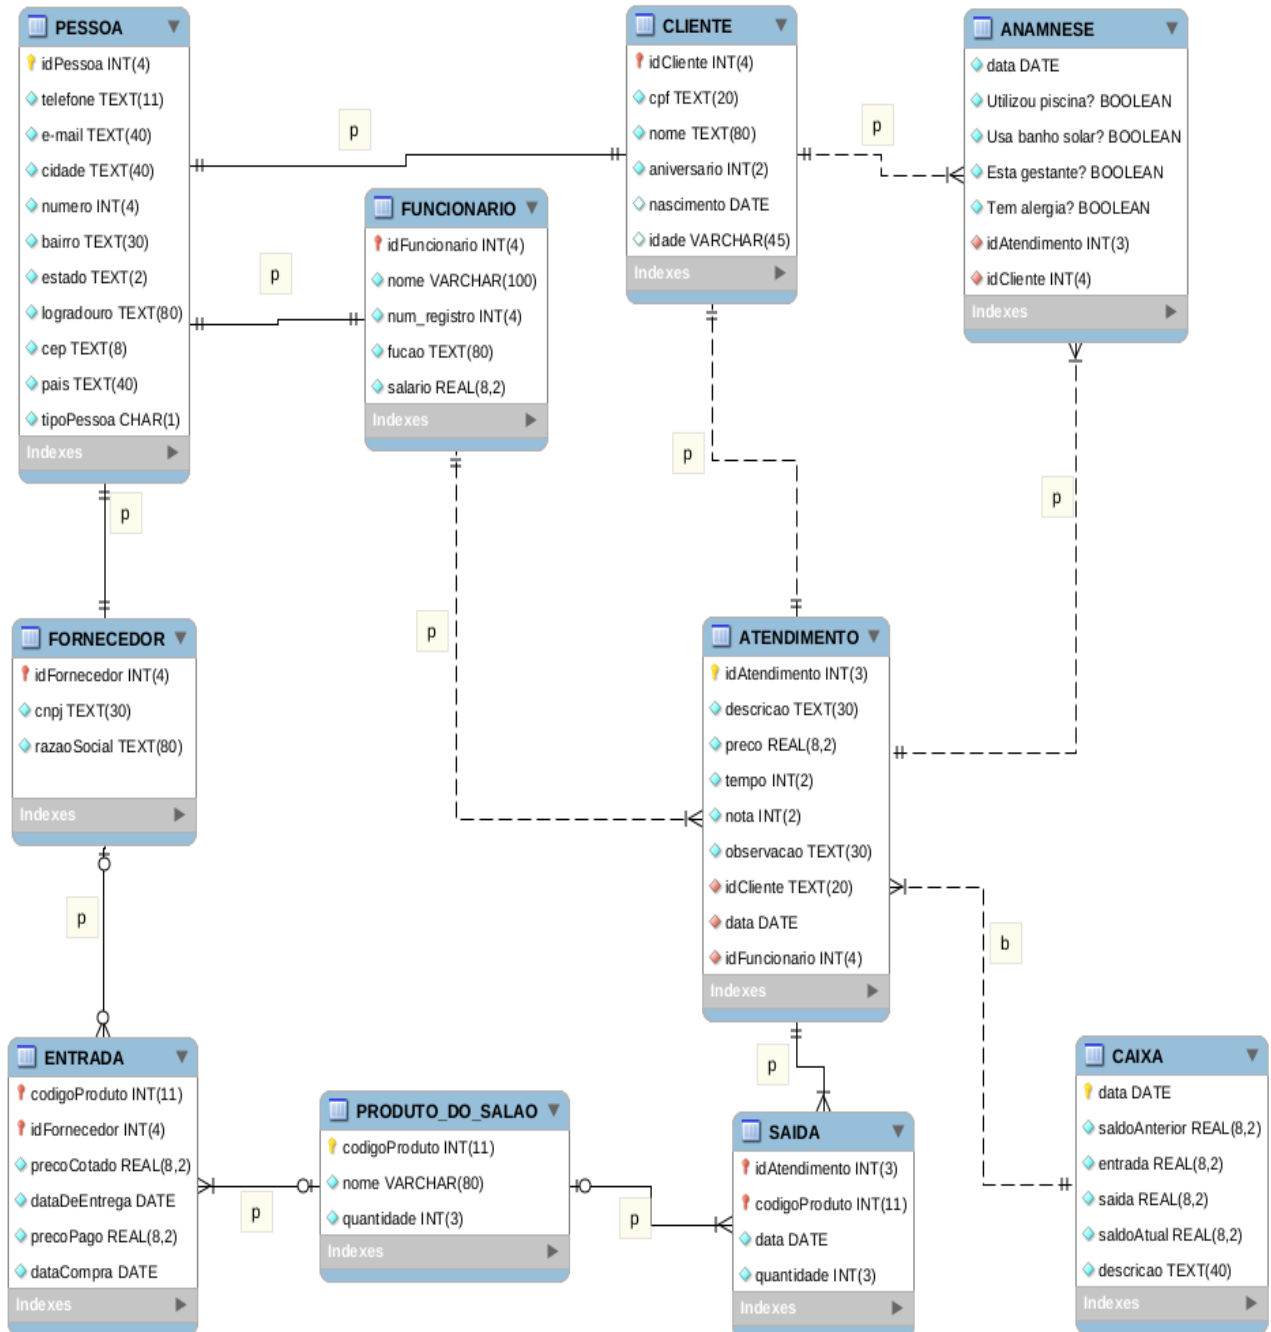 PESSOA
idPessoa INT(4)
telefone TEXT(11)
e-mail TEXT(40)
cidade TEXT(40)
numero INT(4)
bairro TEXT(30)
estado TEXT(2)
logradouro TEXT(80)
cep TEXT(8)
pais TEXT(40)
tipoPessoa CHAR(1)
Indexes
p
p
p
FUNCIONARIO
idFuncionario INT(4)
nome VARCHAR(100)
num_registro INT(4)
fucao TEXT(80)
salario REAL(8,2)
Indexes
CLIENTE
idCliente INT(4)
cpf TEXT(20)
nome TEXT(80)
aniversario INT(2)
nascimento DATE
idade VARCHAR(45)
Indexes
p
ANAMNESE
data DATE
Utilizou piscina? BOOLEAN
Usa banho solar? BOOLEAN
Esta gestante? BOOLEAN
Tem alergia? BOOLEAN
idAtendimento INT(3)
idCliente INT(4)
Indexes
p
p
p
FORNECEDOR
idFornecedor INT(4)
cnpj TEXT(30)
razaoSocial TEXT(80)
Indexes
p
ATENDIMENTO
idAtendimento INT(3)
descricao TEXT(30)
preco REAL(8,2)
tempo INT(2)
nota INT(2)
observacao TEXT(30)
idCliente TEXT(20)
data DATE
idFuncionario INT(4)
Indexes
b
p
ENTRADA
codigoProduto INT(11)
idFornecedor INT(4)
precoCotado REAL(8,2)
dataDeEntrega DATE
precoPago REAL(8,2)
dataCompra DATE
Indexes
p
PRODUTO_DO_SALAO
codigoProduto INT(11)
nome VARCHAR(80)
quantidade INT(3)
Indexes
p
SAIDA
idAtendimento INT(3)
codigoProduto INT(11)
data DATE
quantidade INT(3)
Indexes
CAIXA
data DATE
saldoAnterior REAL(8,2)
entrada REAL(8,2)
saida REAL(8,2)
saldoAtual REAL(8,2)
descricao TEXT(40)
Indexes